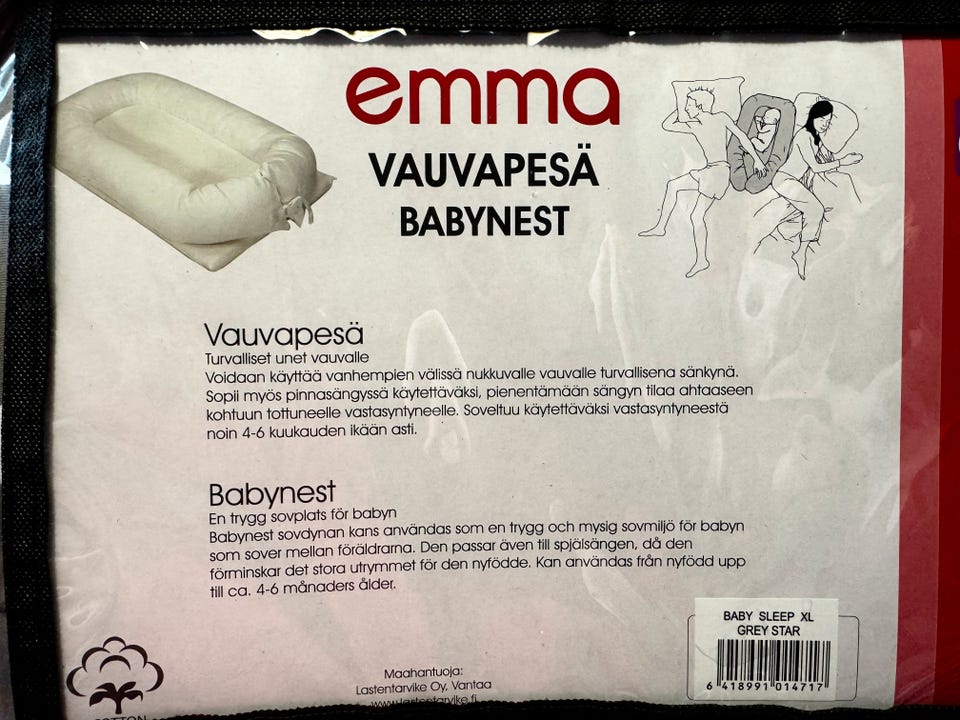 emma
VAUVAPESÄ
BABYNEST
Vauvapesä
Turvalliset unet vauvalle
Voidaan käyttää vanhempien välissä nukkuvalle vauvalle turvallisena sänkynä.
Sopii myös pinnasängyssä käytettäväksi, pienentämään sängyn tilaa ahtaaseen
kohtuun tottuneelle vastasyntyneelle. Soveltuu käytettäväksi vastasyntyneestä
noin 4-6 kuukauden ikään asti.
Babynest
En trygg sovplats för babyn
Babynest sovdynan kans användas som en trygg och mysig sovmiljö för babyn
som sover mellan föräldrarna. Den passar även till spjälsängen, då den
förminskar det stora utrymmet för den nyfödde. Kan användas från nyfödd upp
till ca. 4-6 månaders ålder.
BABY SLEEP XL
GREY STAR
6 418991 014717
Maahantuoja:
Lastentarvike Oy, Vantaa
www.lastentarvike.fi
COTTON